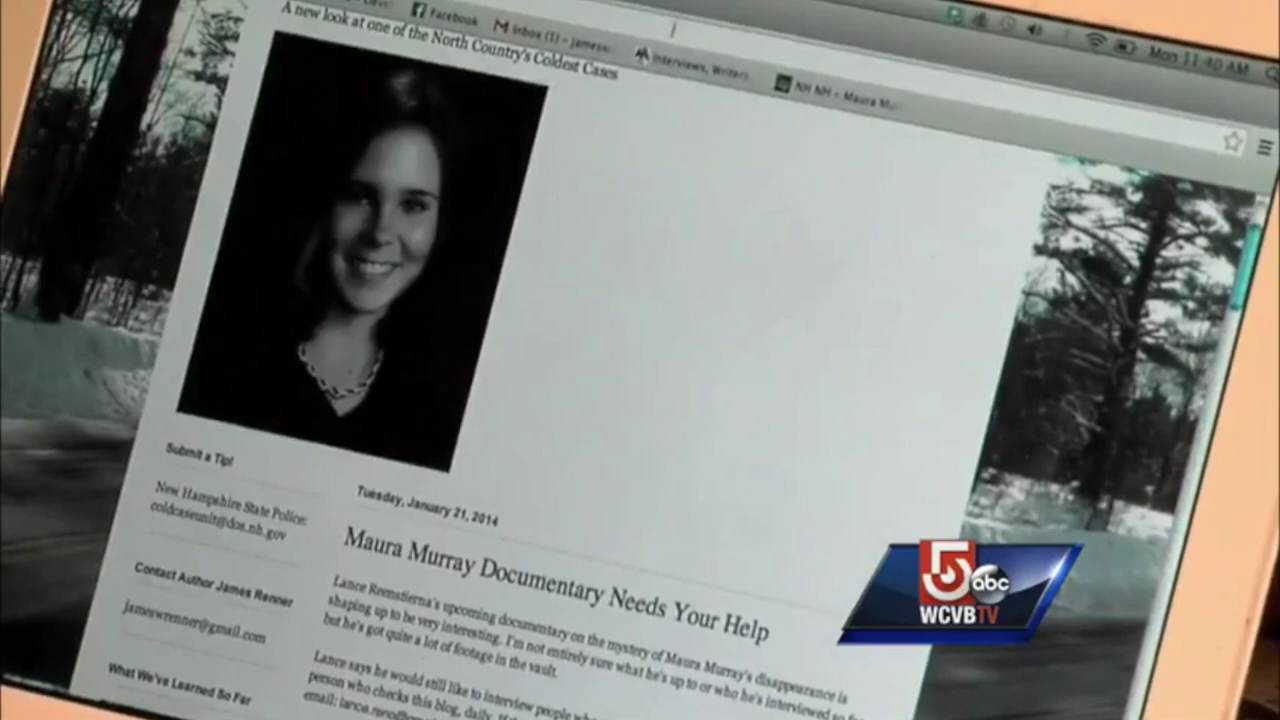 Facebook
Inbox (1) – james
Interviews, Writers
NH NH – Maura M
Mon 11:40 AM
A new look at one of the North Country's Coldest Cases
Submit a Tip!
New Hampshire State Police:
coldcaseunit@dos.nh.gov
Contact Author James Renner
jameswrenner@gmail.com
What We've Learned So Far
Tuesday, January 21, 2014
Maura Murray Documentary Needs Your Help
Lance Reenstierna's upcoming documentary on the mystery of Maura Murray's disappearance is
shaping up to be very interesting. I'm not entirely sure what he's up to or who he's interviewed so
but he's got quite a lot of footage in the vault.
Lance says he would still like to interview people
person who checks this blog, daily.
email:
5 abc
WCVB TV